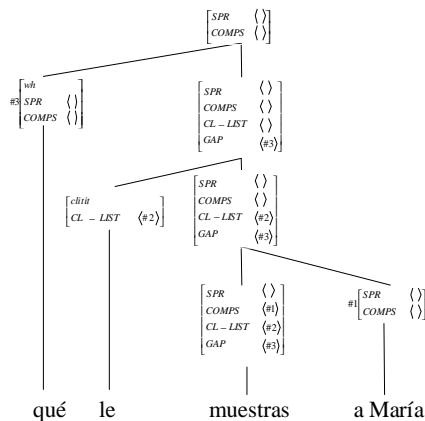 SPR ⟨ ⟩
COMPS ⟨ ⟩
#3
wh
SPR ⟨ ⟩
COMPS ⟨ ⟩
SPR ⟨ ⟩
COMPS ⟨ ⟩
CL – LIST ⟨ ⟩
GAP ⟨#3⟩
clitit
CL – LIST ⟨#2⟩
SPR ⟨ ⟩
COMPS ⟨ ⟩
CL – LIST ⟨#2⟩
GAP ⟨#3⟩
SPR ⟨ ⟩
COMPS ⟨#1⟩
CL – LIST ⟨#2⟩
GAP ⟨#3⟩
#1
SPR ⟨ ⟩
COMPS ⟨ ⟩
qué le muestras a María